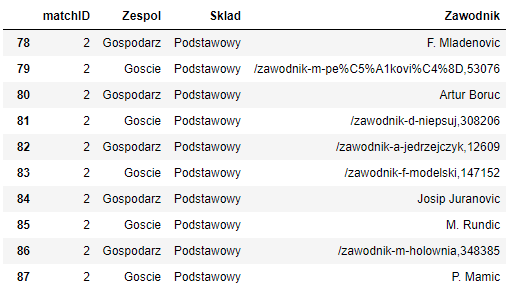 matchID Zespol Sklad Zawodnik
78 2 Gospodarz Podstawowy F. Mladenovic
79 2 Goscie Podstawowy /zawodnik-m-pe%C5%A1kovi%C4%8D,53076
80 2 Gospodarz Podstawowy Artur Boruc
81 2 Goscie Podstawowy /zawodnik-d-niepsuj,308206
82 2 Gospodarz Podstawowy /zawodnik-a-jedrzejczyk,12609
83 2 Goscie Podstawowy /zawodnik-f-modelski,147152
84 2 Gospodarz Podstawowy Josip Juranovic
85 2 Goscie Podstawowy M. Rundic
86 2 Gospodarz Podstawowy /zawodnik-m-holownia,348385
87 2 Goscie Podstawowy P. Mamic